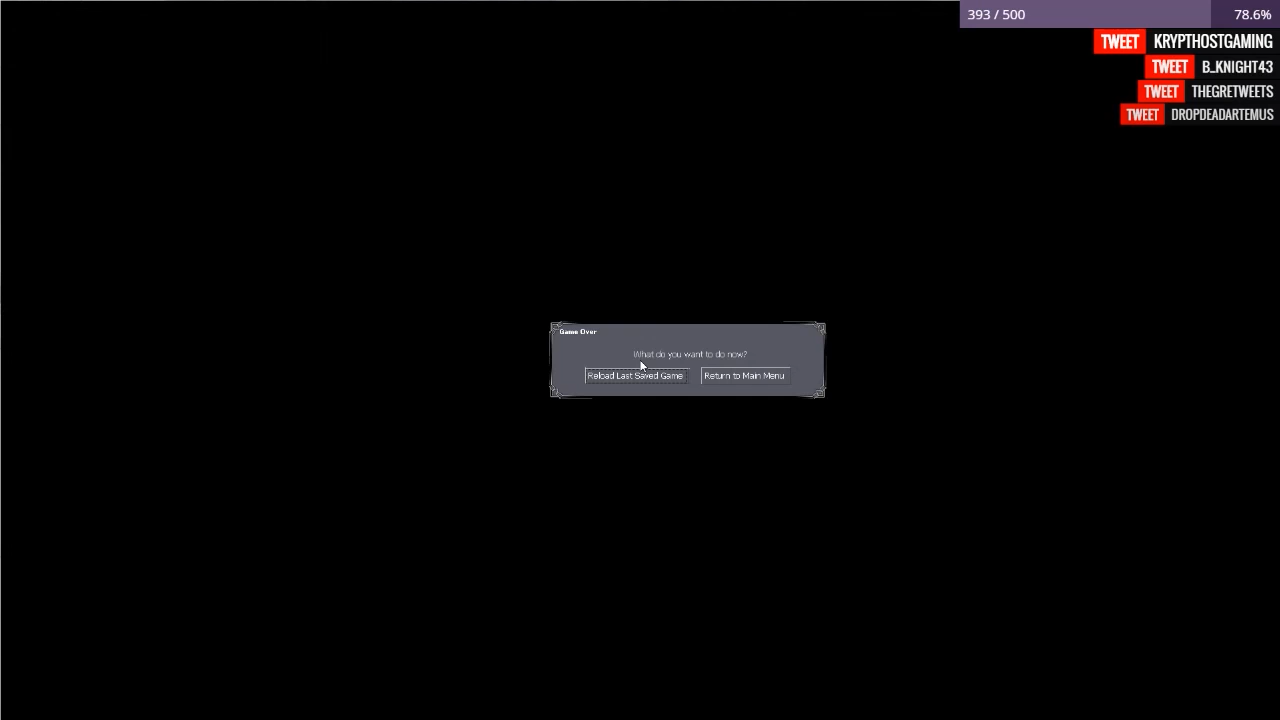 393 / 500 78.6%
TWEET KRYPTHOSTGAMING
TWEET B_KNIGHT43
TWEET THEGRETWEETS
TWEET DROPDEADARTEMUS
Game Over
What do you want to do now?
Reload Last Saved Game Return to Main Menu